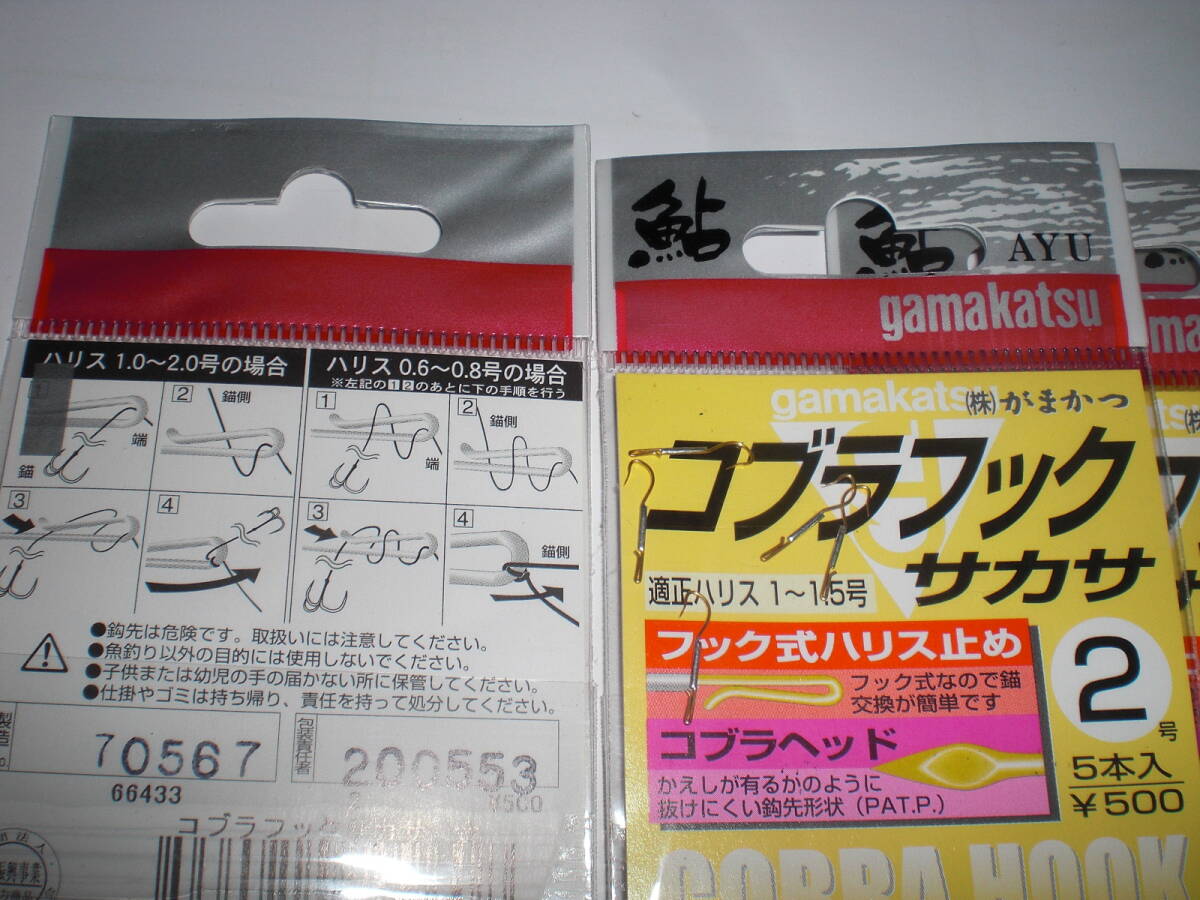 ハリス 1.0〜2.0号の場合
ハリス 0.6〜0.8号の場合
※左記の12のあとに下の手順を行う
2
錨側
端
錨
3
4
1
端
2
錨側
3
4
錨側
●鈎先は危険です。取扱いには注意してください。
●魚釣り以外の目的には使用しないでください。
●子供または幼児の手の届かない所に保管してください。
●仕掛やゴミは持ち帰り、責任を持って処分してください。
70567
包装責任者
200553
66433
鮎
鮎
AYU
gamakatsu
gamakatsu
(株)がまかつ
コブラフック
サカサ
適正ハリス 1〜1.5号
フック式ハリス止め
フック式なので錨
交換が簡単です
コブラヘッド
かえしが有るかのように
抜けにくい鈎先形状(PAT.P.)
2
号
5本入
¥500
COBRA HOOK